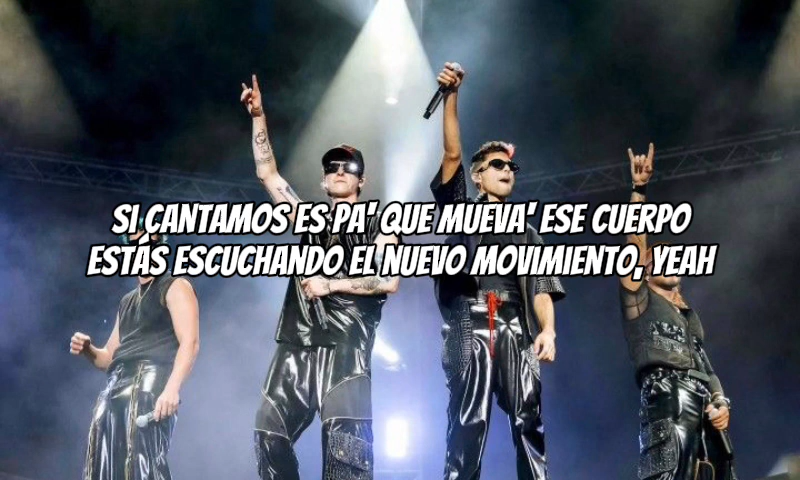 SI CANTAMOS ES PA' QUE MUEVA' ESE CUERPO
ESTÁS ESCUCHANDO EL NUEVO MOVIMIENTO, YEAH